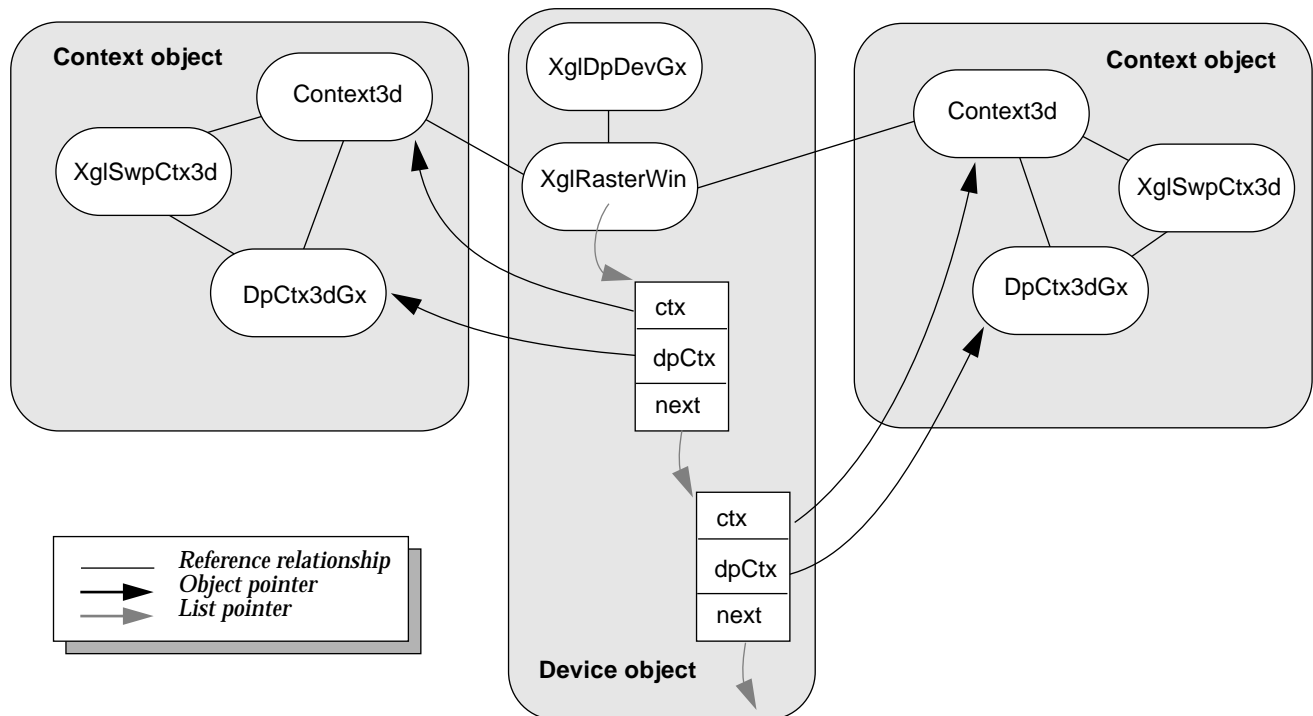 Context object
Context3d
XglSwpCtx3d
DpCtx3dGx
XglDpDevGx
XglRasterWin
ctx
dpCtx
next
ctx
dpCtx
next
Device object
Context object
Context3d
XglSwpCtx3d
DpCtx3dGx
Reference relationship
Object pointer
List pointer